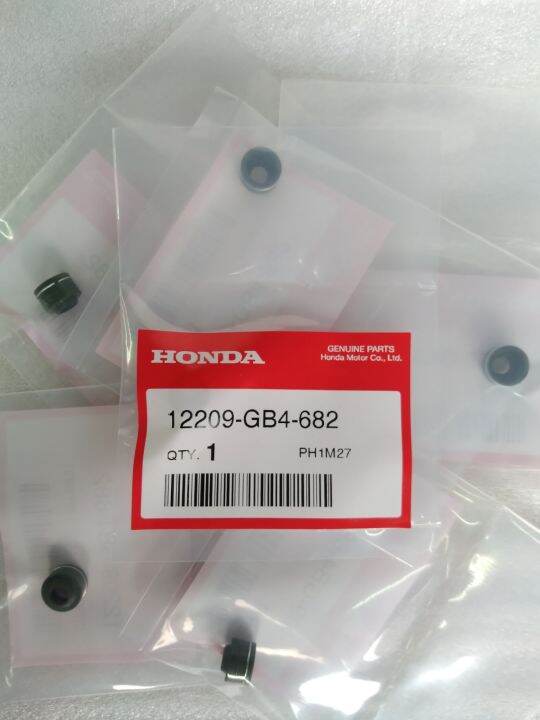 HONDA
GENUINE PARTS
Honda Motor Co., Ltd.
12209-GB4-682
QTY. 1
PH1M27